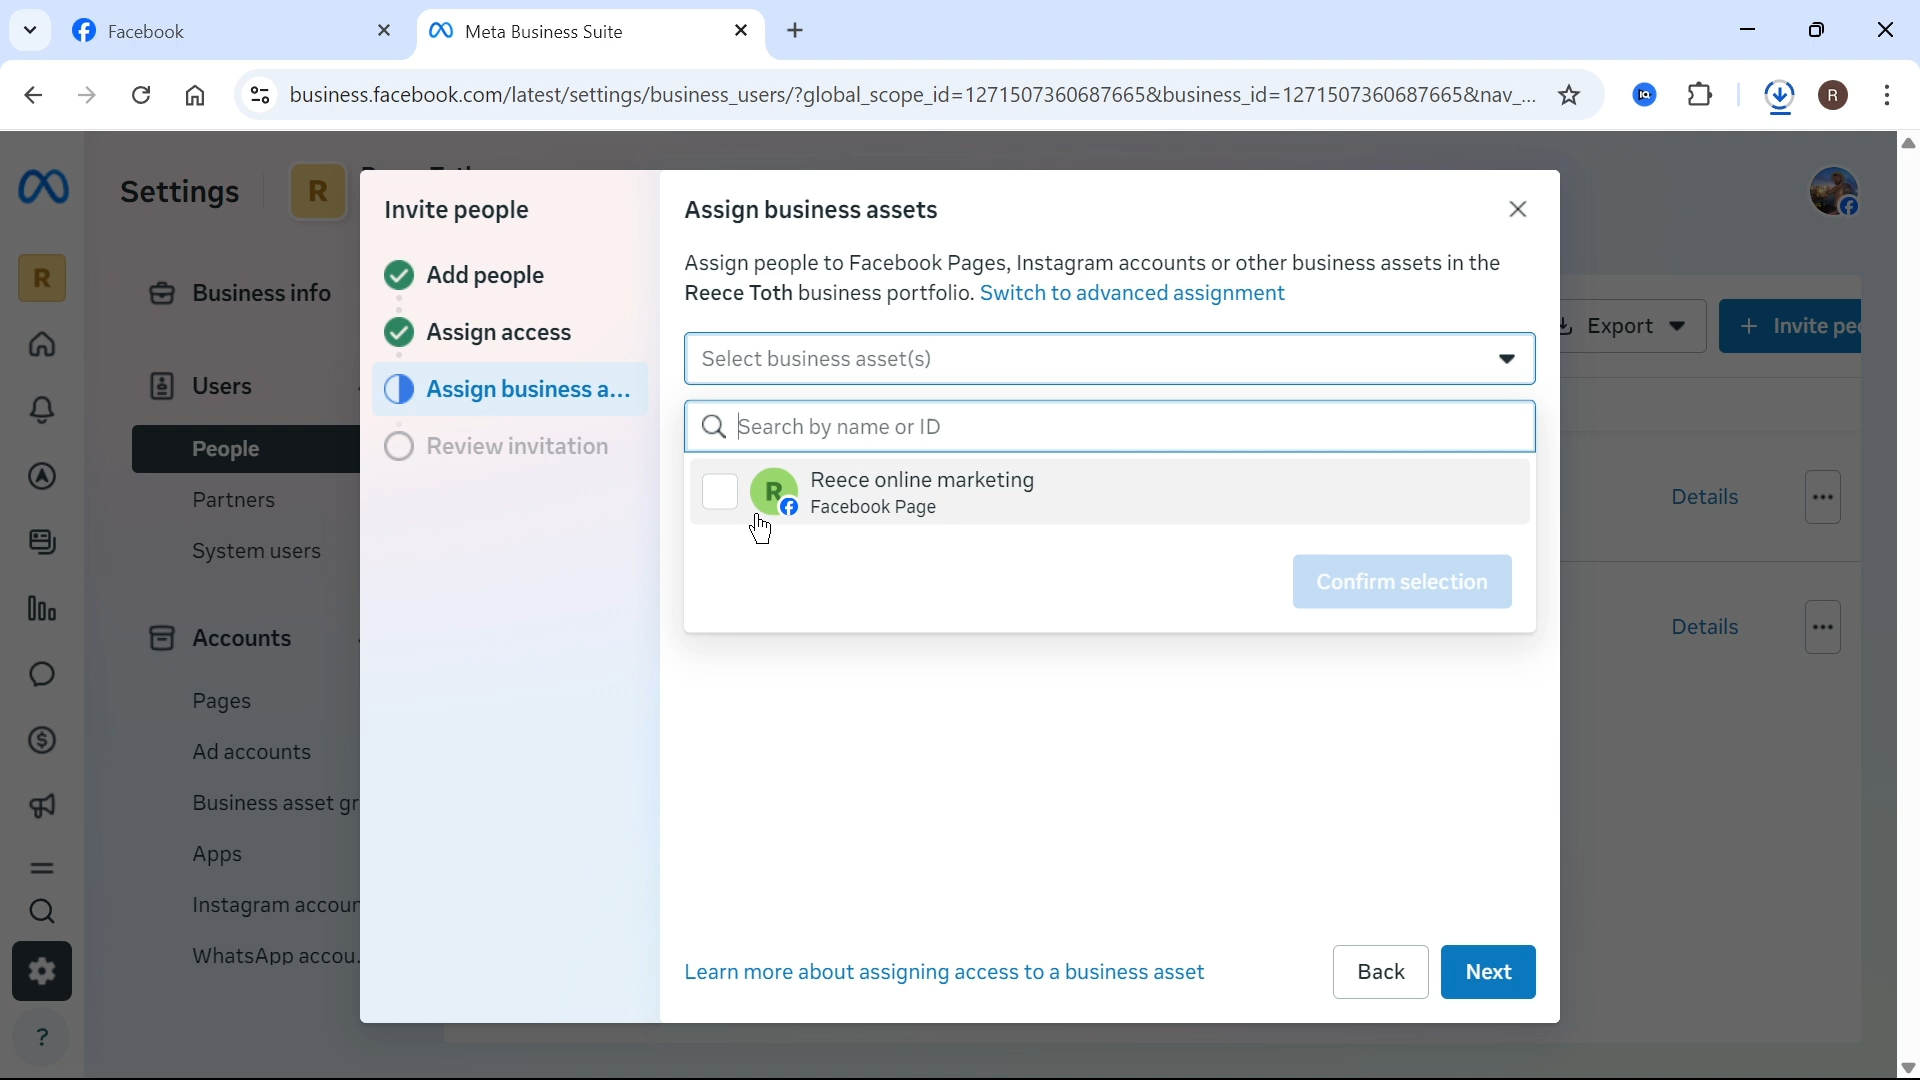 Facebook
Meta Business Suite
business.facebook.com/latest/settings/business_users/?global_scope_id=1271507360687665&business_id=1271507360687665&nav_...
R
Settings
R
Invite people
Assign business assets
Add people
Assign people to Facebook Pages, Instagram accounts or other business assets in the
Reece Toth business portfolio. Switch to advanced assignment
R
Business info
Export
+ Invite pe
Assign access
Select business asset(s)
Users
Assign business a...
Search by name or ID
People
Review invitation
R
Reece online marketing
Facebook Page
Details
Partners
System users
Confirm selection
Accounts
Details
Pages
Ad accounts
Business asset gr
Apps
Instagram accour
WhatsApp accou...
Learn more about assigning access to a business asset
Back
Next
?